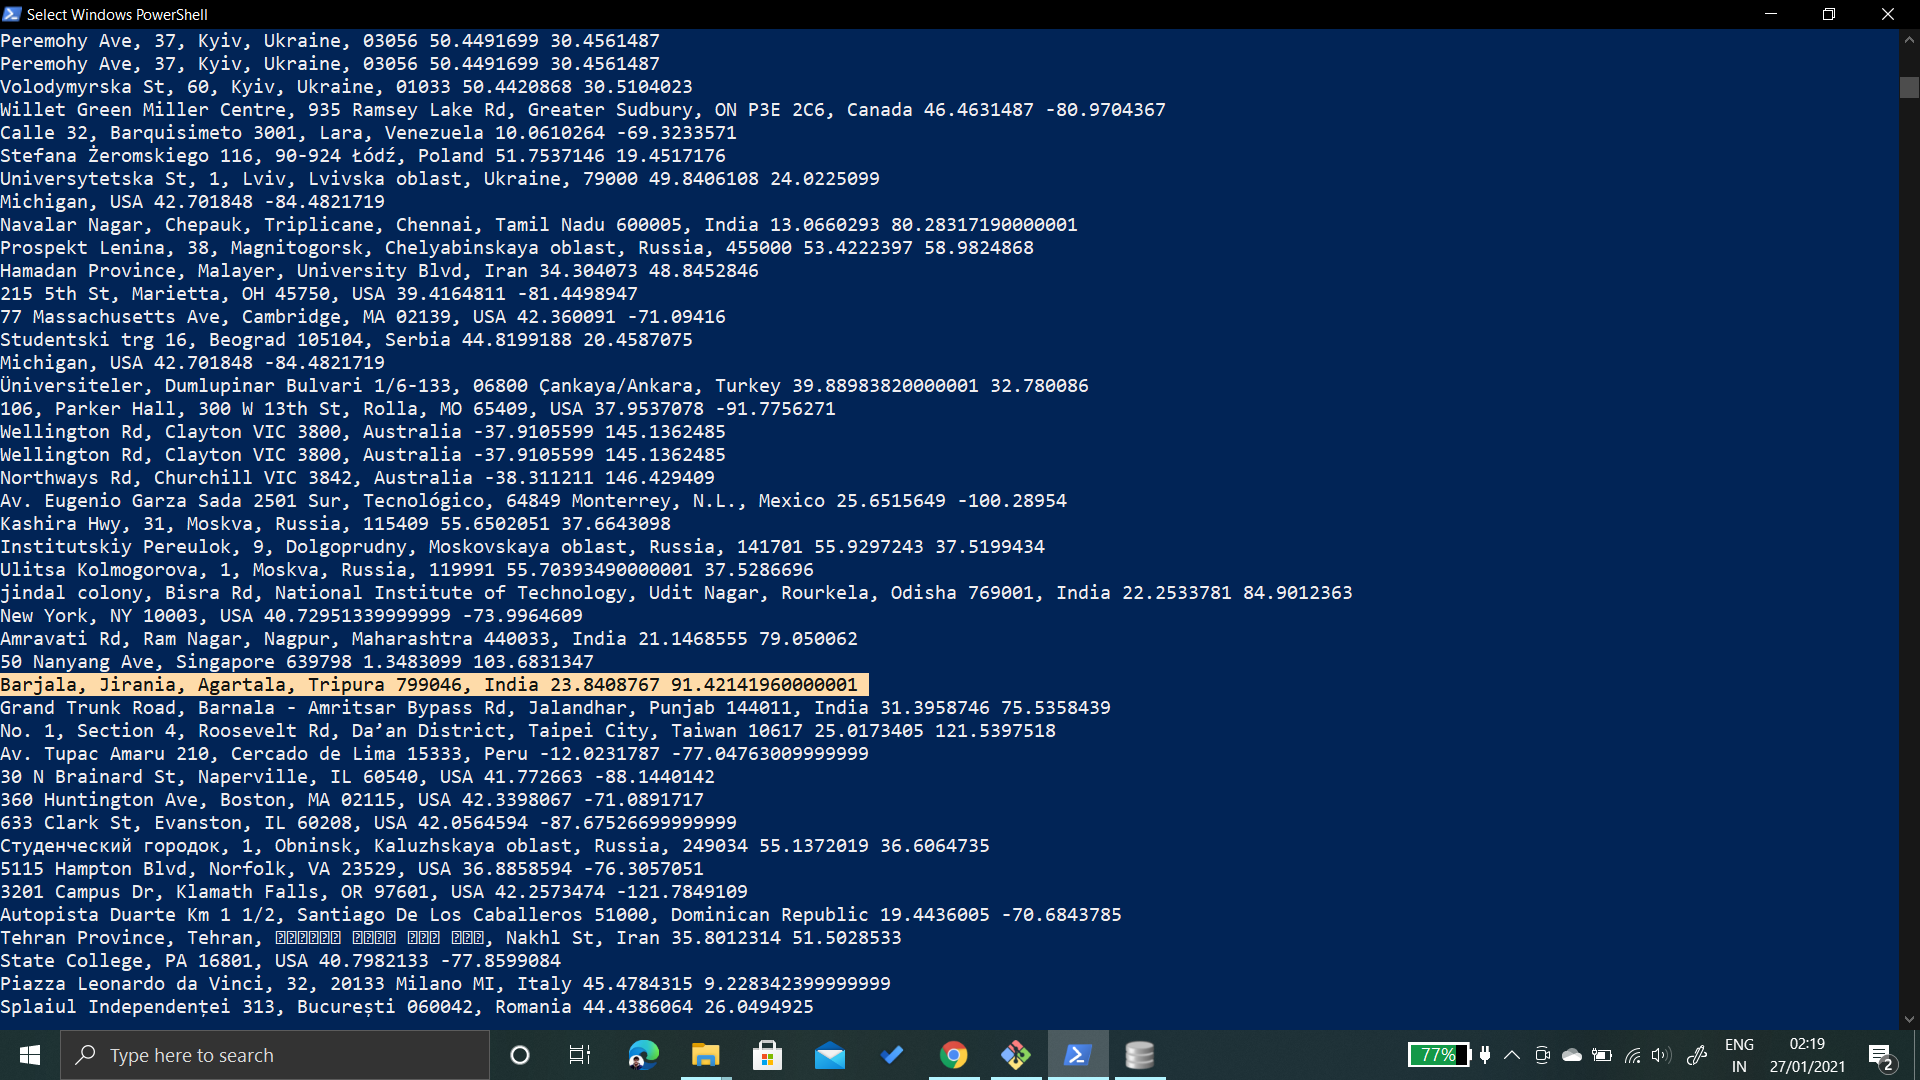 Select Windows PowerShell
Peremohy Ave, 37, Kyiv, Ukraine, 03056 50.4491699 30.4561487
Peremohy Ave, 37, Kyiv, Ukraine, 03056 50.4491699 30.4561487
Volodymyrska St, 60, Kyiv, Ukraine, 01033 50.4420868 30.5104023
Willet Green Miller Centre, 935 Ramsey Lake Rd, Greater Sudbury, ON P3E 2C6, Canada 46.4631487 -80.9704367
Calle 32, Barquisimeto 3001, Lara, Venezuela 10.0610264 -69.3233571
Stefana Żeromskiego 116, 90-924 Łódź, Poland 51.7537146 19.4517176
Universytetska St, 1, Lviv, Lvivska oblast, Ukraine, 79000 49.8406108 24.0225099
Michigan, USA 42.701848 -84.4821719
Navalar Nagar, Chepauk, Triplicane, Chennai, Tamil Nadu 600005, India 13.0660293 80.28317190000001
Prospekt Lenina, 38, Magnitogorsk, Chelyabinskaya oblast, Russia, 455000 53.4222397 58.9824868
Hamadan Province, Malayer, University Blvd, Iran 34.304073 48.8452846
215 5th St, Marietta, OH 45750, USA 39.4164811 -81.4498947
77 Massachusetts Ave, Cambridge, MA 02139, USA 42.360091 -71.09416
Studentski trg 16, Beograd 105104, Serbia 44.8199188 20.4587075
Michigan, USA 42.701848 -84.4821719
Üniversiteler, Dumlupinar Bulvari 1/6-133, 06800 Çankaya/Ankara, Turkey 39.88983820000001 32.780086
106, Parker Hall, 300 W 13th St, Rolla, MO 65409, USA 37.9537078 -91.7756271
Wellington Rd, Clayton VIC 3800, Australia -37.9105599 145.1362485
Wellington Rd, Clayton VIC 3800, Australia -37.9105599 145.1362485
Northways Rd, Churchill VIC 3842, Australia -38.311211 146.429409
Av. Eugenio Garza Sada 2501 Sur, Tecnológico, 64849 Monterrey, N.L., Mexico 25.6515649 -100.28954
Kashira Hwy, 31, Moskva, Russia, 115409 55.6502051 37.6643098
Institutskiy Pereulok, 9, Dolgoprudny, Moskovskaya oblast, Russia, 141701 55.9297243 37.5199434
Ulitsa Kolmogorova, 1, Moskva, Russia, 119991 55.70393490000001 37.5286696
jindal colony, Bisra Rd, National Institute of Technology, Udit Nagar, Rourkela, Odisha 769001, India 22.2533781 84.9012363
New York, NY 10003, USA 40.72951339999999 -73.9964609
Amravati Rd, Ram Nagar, Nagpur, Maharashtra 440033, India 21.1468555 79.050062
50 Nanyang Ave, Singapore 639798 1.3483099 103.6831347
Barjala, Jirania, Agartala, Tripura 799046, India 23.8408767 91.42141960000001
Grand Trunk Road, Barnala - Amritsar Bypass Rd, Jalandhar, Punjab 144011, India 31.3958746 75.5358439
No. 1, Section 4, Roosevelt Rd, Da’an District, Taipei City, Taiwan 10617 25.0173405 121.5397518
Av. Tupac Amaru 210, Cercado de Lima 15333, Peru -12.0231787 -77.04763009999999
30 N Brainard St, Naperville, IL 60540, USA 41.772663 -88.1440142
360 Huntington Ave, Boston, MA 02115, USA 42.3398067 -71.0891717
633 Clark St, Evanston, IL 60208, USA 42.0564594 -87.67526699999999
Студенческий городок, 1, Obninsk, Kaluzhskaya oblast, Russia, 249034 55.1372019 36.6064735
5115 Hampton Blvd, Norfolk, VA 23529, USA 36.8858594 -76.3057051
3201 Campus Dr, Klamath Falls, OR 97601, USA 42.2573474 -121.7849109
Autopista Duarte Km 1 1/2, Santiago De Los Caballeros 51000, Dominican Republic 19.4436005 -70.6843785
Tehran Province, Tehran, Nakhl St, Iran 35.8012314 51.5028533
State College, PA 16801, USA 40.7982133 -77.8599084
Piazza Leonardo da Vinci, 32, 20133 Milano MI, Italy 45.4784315 9.228342399999999
Splaiul Independenței 313, București 060042, Romania 44.4386064 26.0494925
Type here to search
77%
ENG
IN
02:19
27/01/2021
2